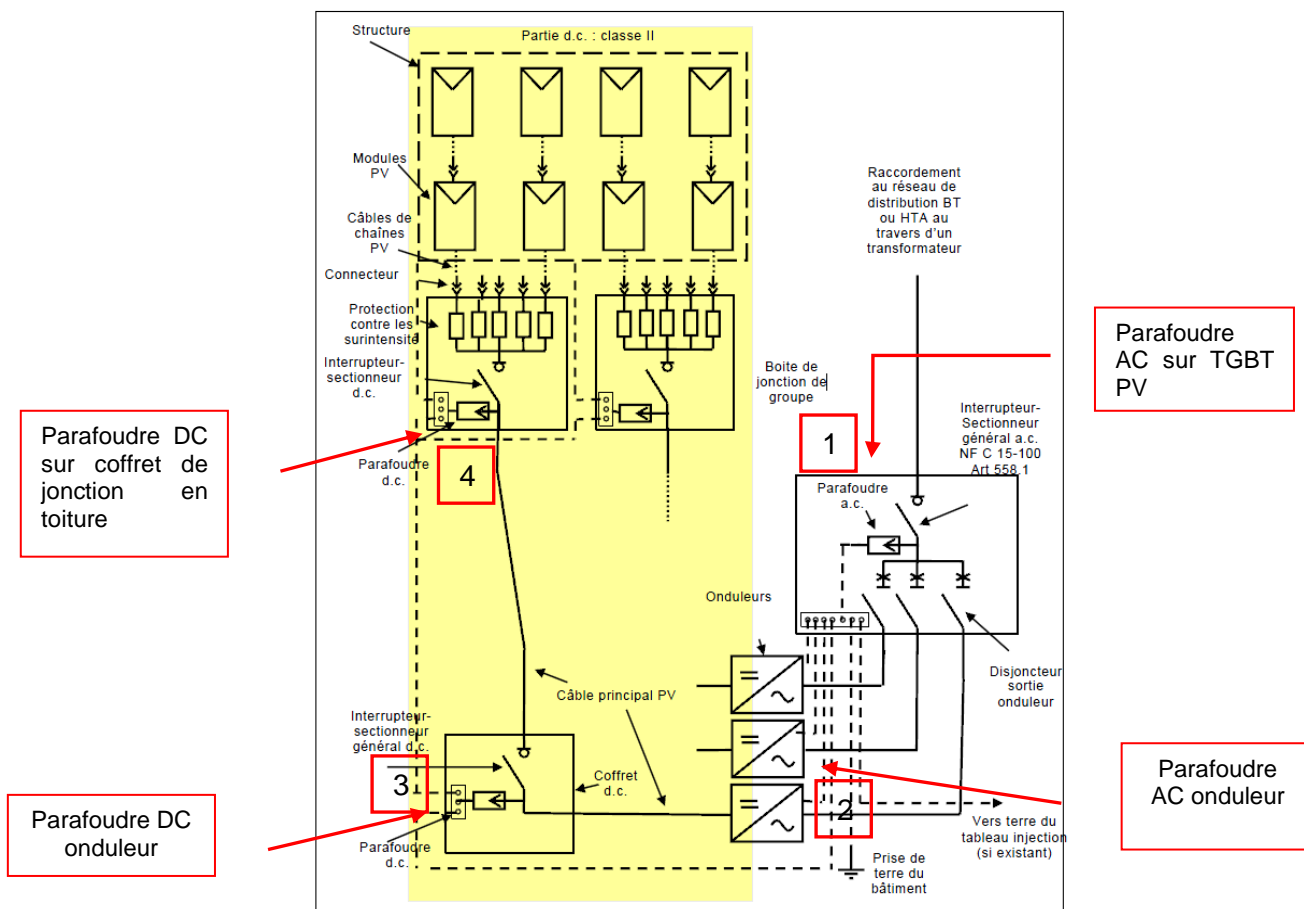 Structure
Partie d.c. : classe II
Modules
PV
Câbles de
chaînes
PV
Connecteur
Protection
contre les
surintensité
Interrupteur-
sectionneur
d.c.
Parafoudre
d.c.
4
Parafoudre DC
sur coffret de
jonction en
toiture
Raccordement
au réseau de
distribution BT
ou HTA au
travers d'un
transformateur
Parafoudre
AC sur TGBT
PV
Boite de
jonction de
groupe
1
Interrupteur-
Sectionneur
général a.c.
NF C 15-100
Art 558.1
Parafoudre
a.c.
Onduleurs
Disjoncteur
sortie
onduleur
Câble principal PV
Interrupteur-
sectionneur
général d.c.
3
Coffret
d.c.
Parafoudre
d.c.
Parafoudre DC
onduleur
2
Parafoudre
AC onduleur
Vers terre du
tableau injection
(si existant)
Prise de
terre du
bâtiment